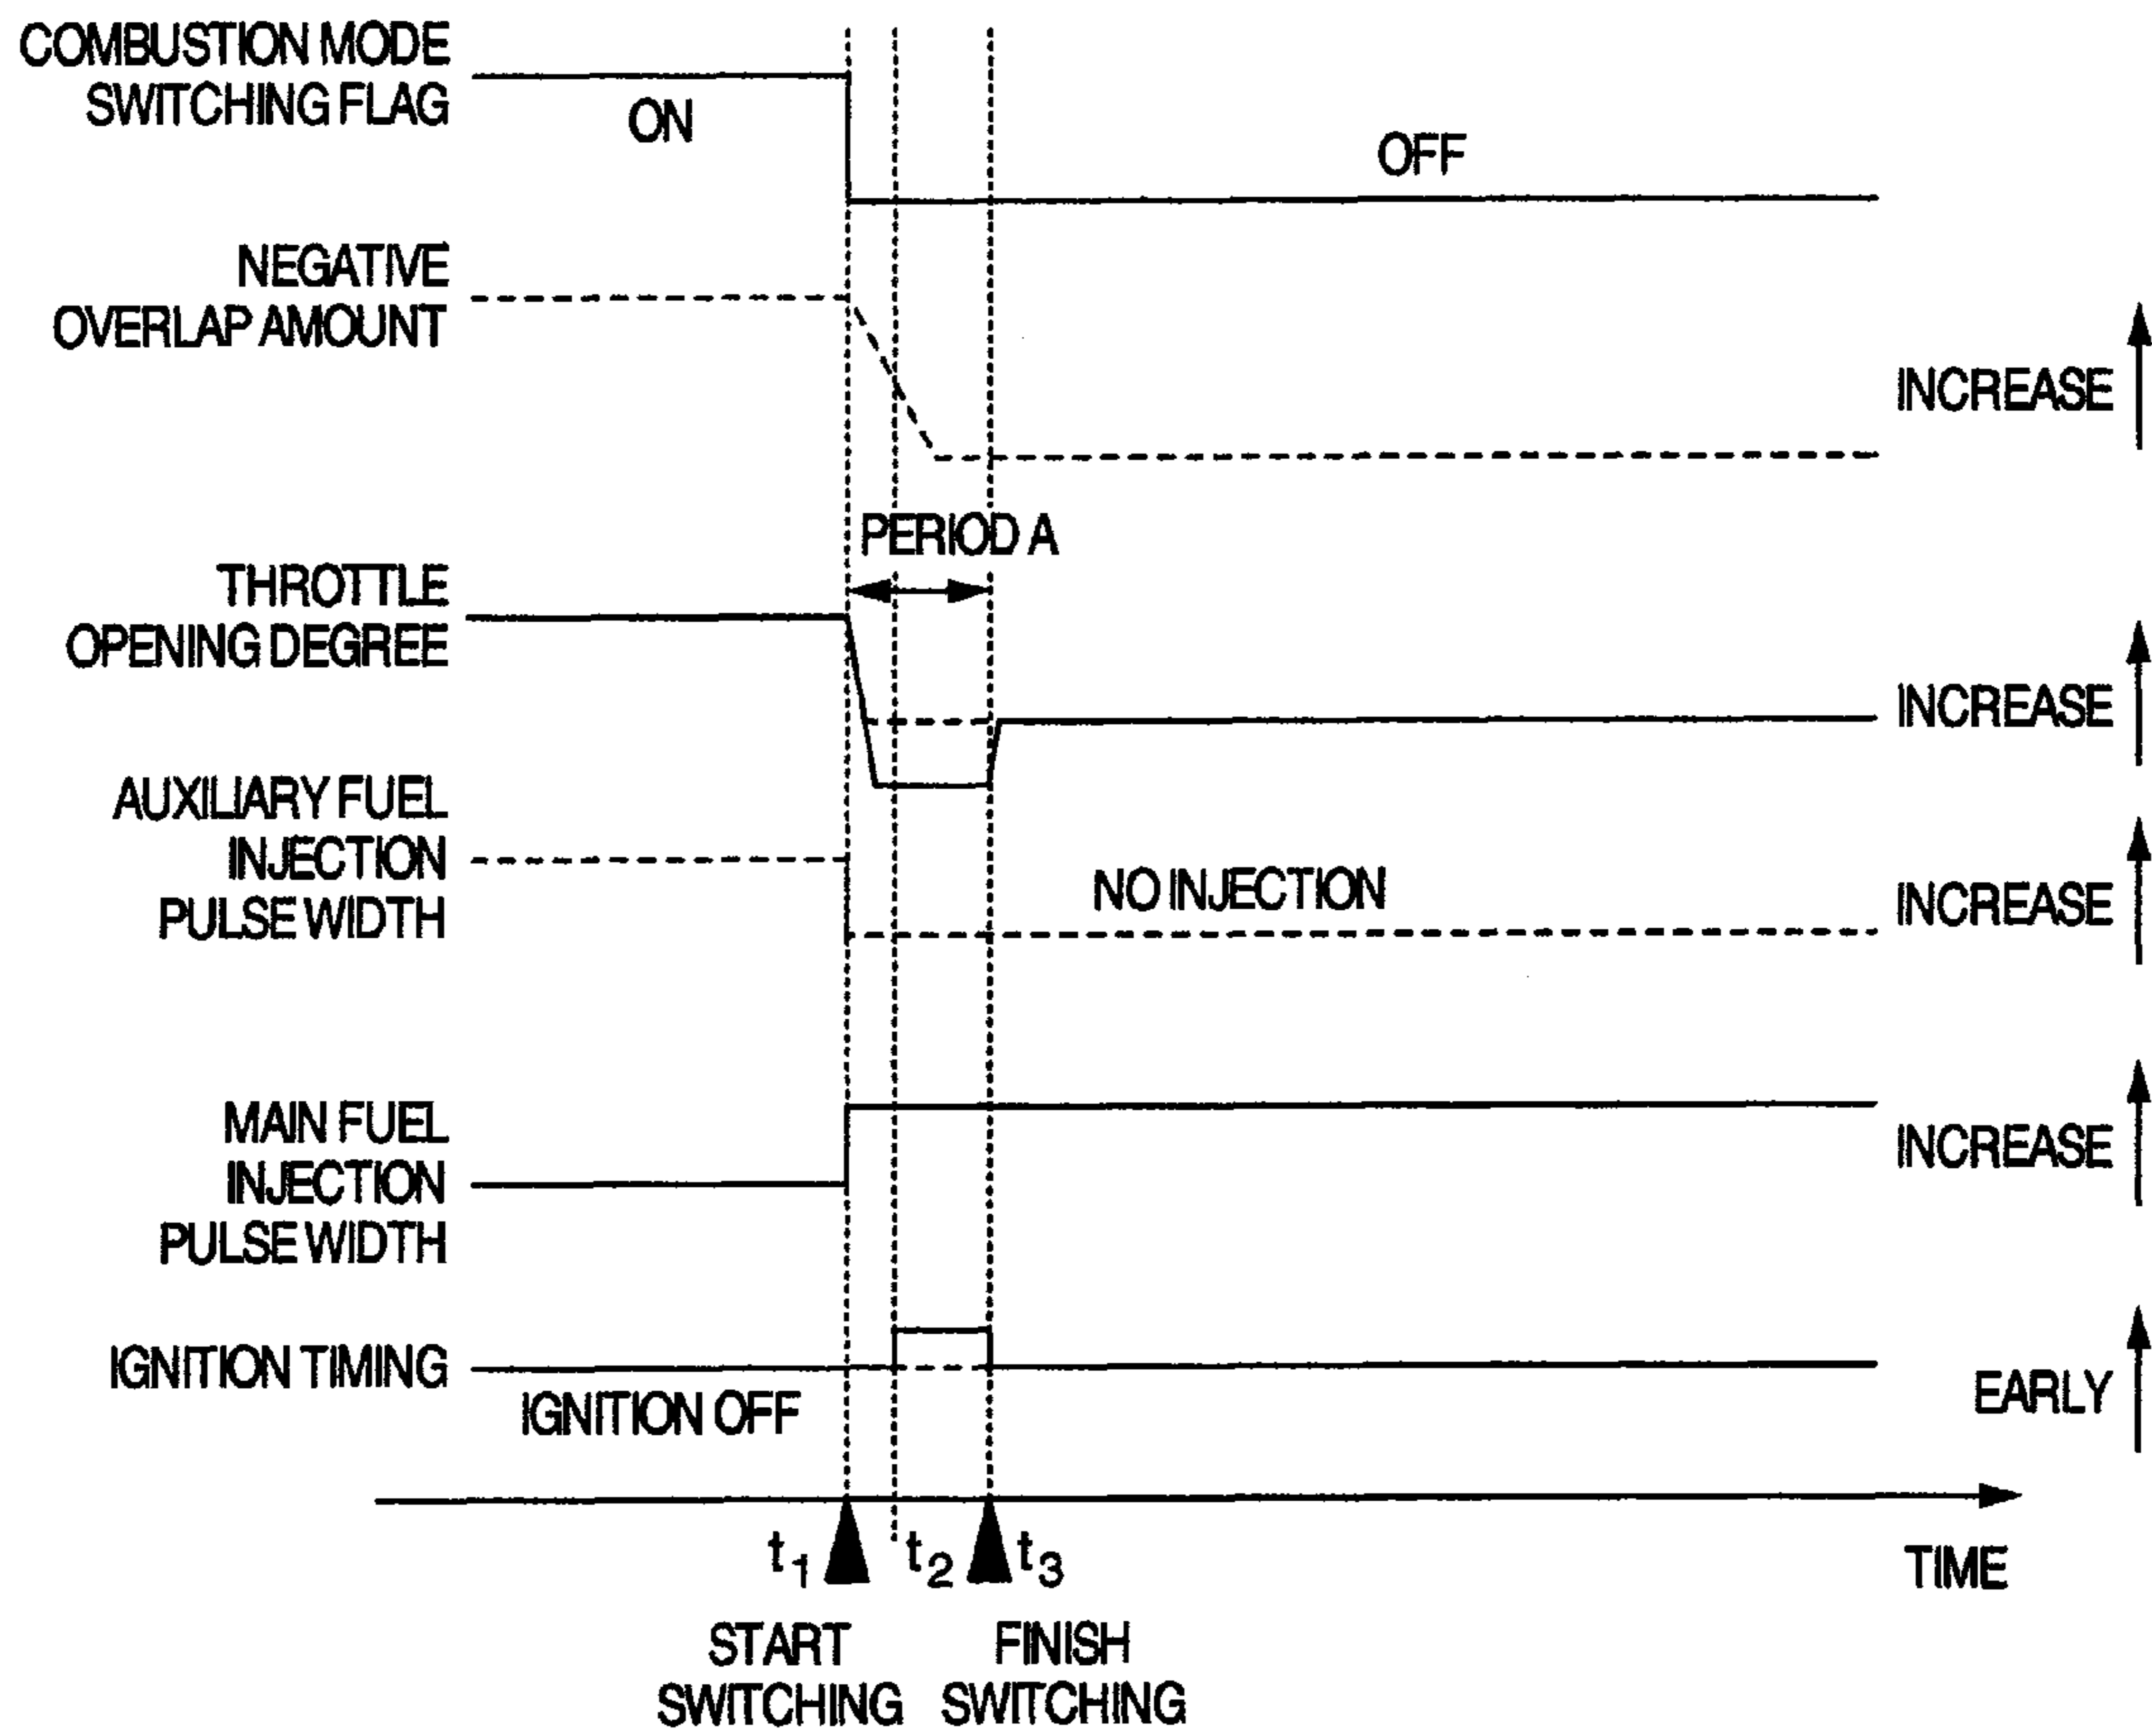 COMBUSTION MODE
SWITCHING FLAG
ON
OFF
NEGATIVE
OVERLAP AMOUNT
INCREASE
PERIOD A
THROTTLE
OPENING DEGREE
INCREASE
AUXILIARY FUEL
INJECTION
PULSE WIDTH
NO INJECTION
INCREASE
MAIN FUEL
INJECTION
PULSE WIDTH
INCREASE
IGNITION TIMING
IGNITION OFF
EARLY
t1 t2 t3
TIME
START
SWITCHING
FINISH
SWITCHING